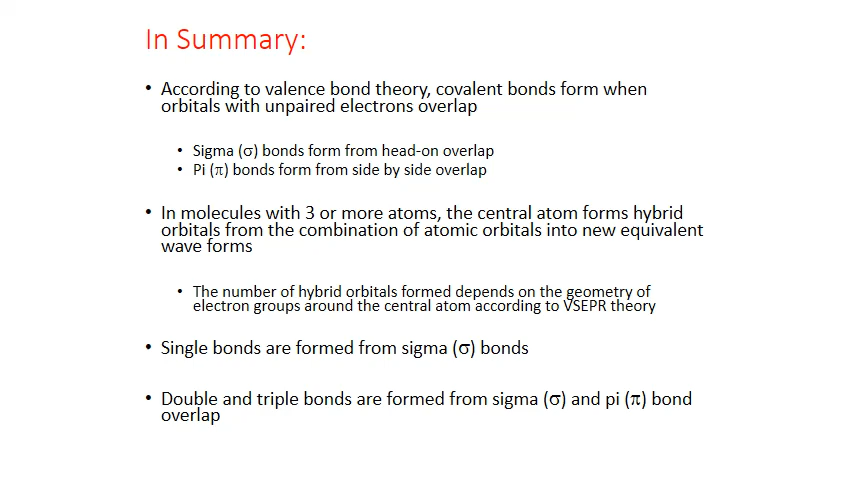 In Summary:
• According to valence bond theory, covalent bonds form when
orbitals with unpaired electrons overlap
• Sigma (σ) bonds form from head-on overlap
• Pi (π) bonds form from side by side overlap
• In molecules with 3 or more atoms, the central atom forms hybrid
orbitals from the combination of atomic orbitals into new equivalent
wave forms
• The number of hybrid orbitals formed depends on the geometry of
electron groups around the central atom according to VSEPR theory
• Single bonds are formed from sigma (σ) bonds
• Double and triple bonds are formed from sigma (σ) and pi (π) bond
overlap